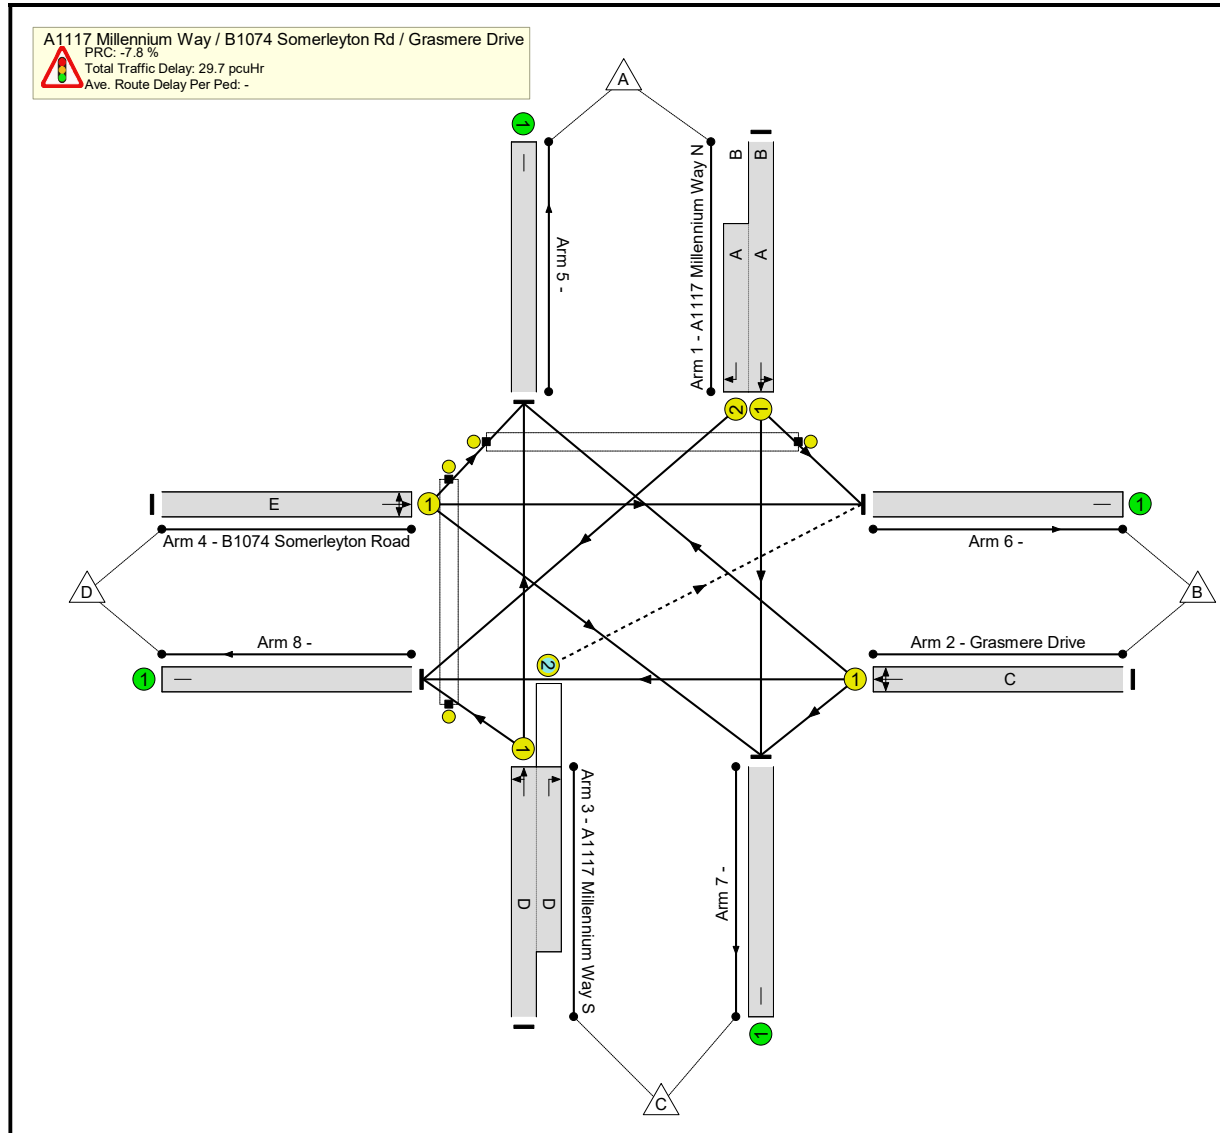 A1117 Millennium Way / B1074 Somerleyton Rd / Grasmere Drive
PRC: -7.8 %
Total Traffic Delay: 29.7 pcuHr
Ave. Route Delay Per Ped: -
A
1
B
B
Arm 1 - A1117 Millennium Way N
Arm 5 -
A
A
2
1
E
1
1
Arm 4 - B1074 Somerleyton Road
Arm 6 -
D
B
Arm 8 -
Arm 2 - Grasmere Drive
1
2
1
C
1
Arm 3 - A1117 Millennium Way S
Arm 7 -
D
D
1
C